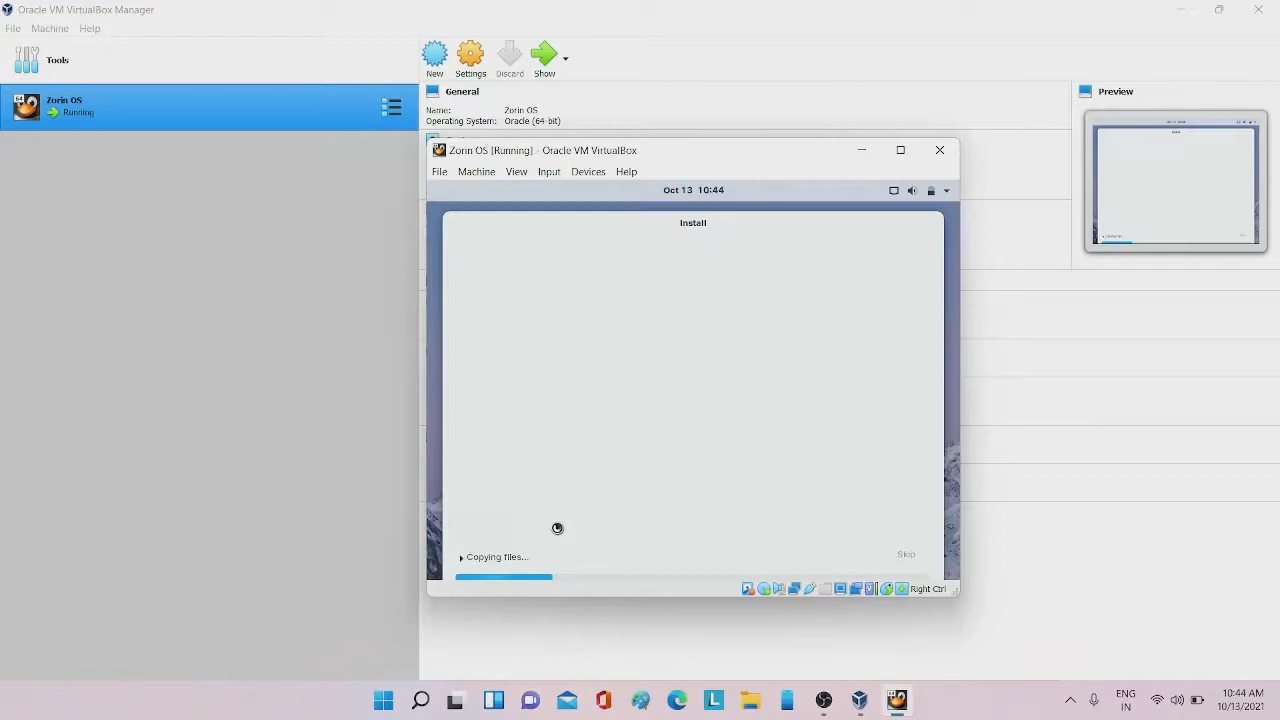 Oracle VM VirtualBox Manager
File Machine Help
Tools
New Settings Discard Show
Zorin OS
Running
General
Name: Zorin OS
Operating System: Oracle (64-bit)
Preview
Zorin OS [Running] - Oracle VM VirtualBox
File Machine View Input Devices Help
Oct 13 10:44
Install
Copying files...
Skip
Right Ctrl
ENG
IN
10:44 AM
10/13/2021